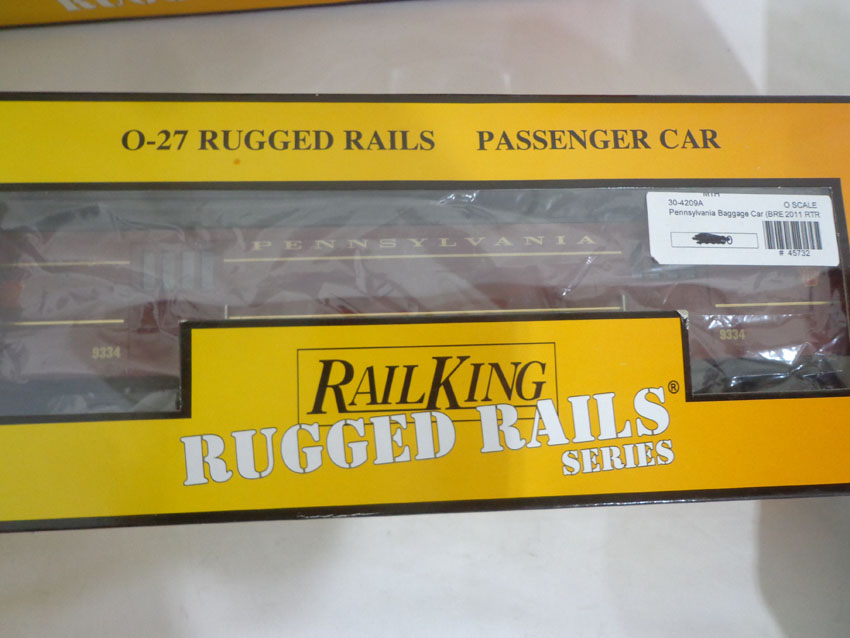 O-27 RUGGED RAILS PASSENGER CAR
MTH
30-4209A O SCALE
Pennsylvania Baggage Car (BRE 2011 RTR
# 45732
PENNSYLVANIA
9334
9334
RAILKING
RUGGED RAILS®
SERIES